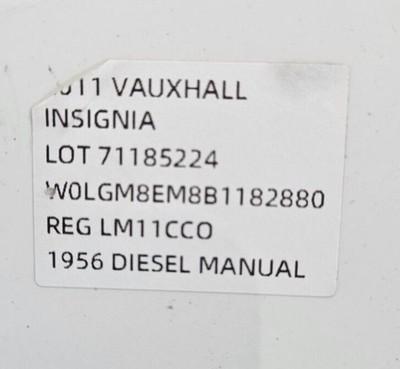 VAUXHALL
INSIGNIA
LOT 71185224
W0LGM8EM8B1182880
REG LM11CCO
1956 DIESEL MANUAL